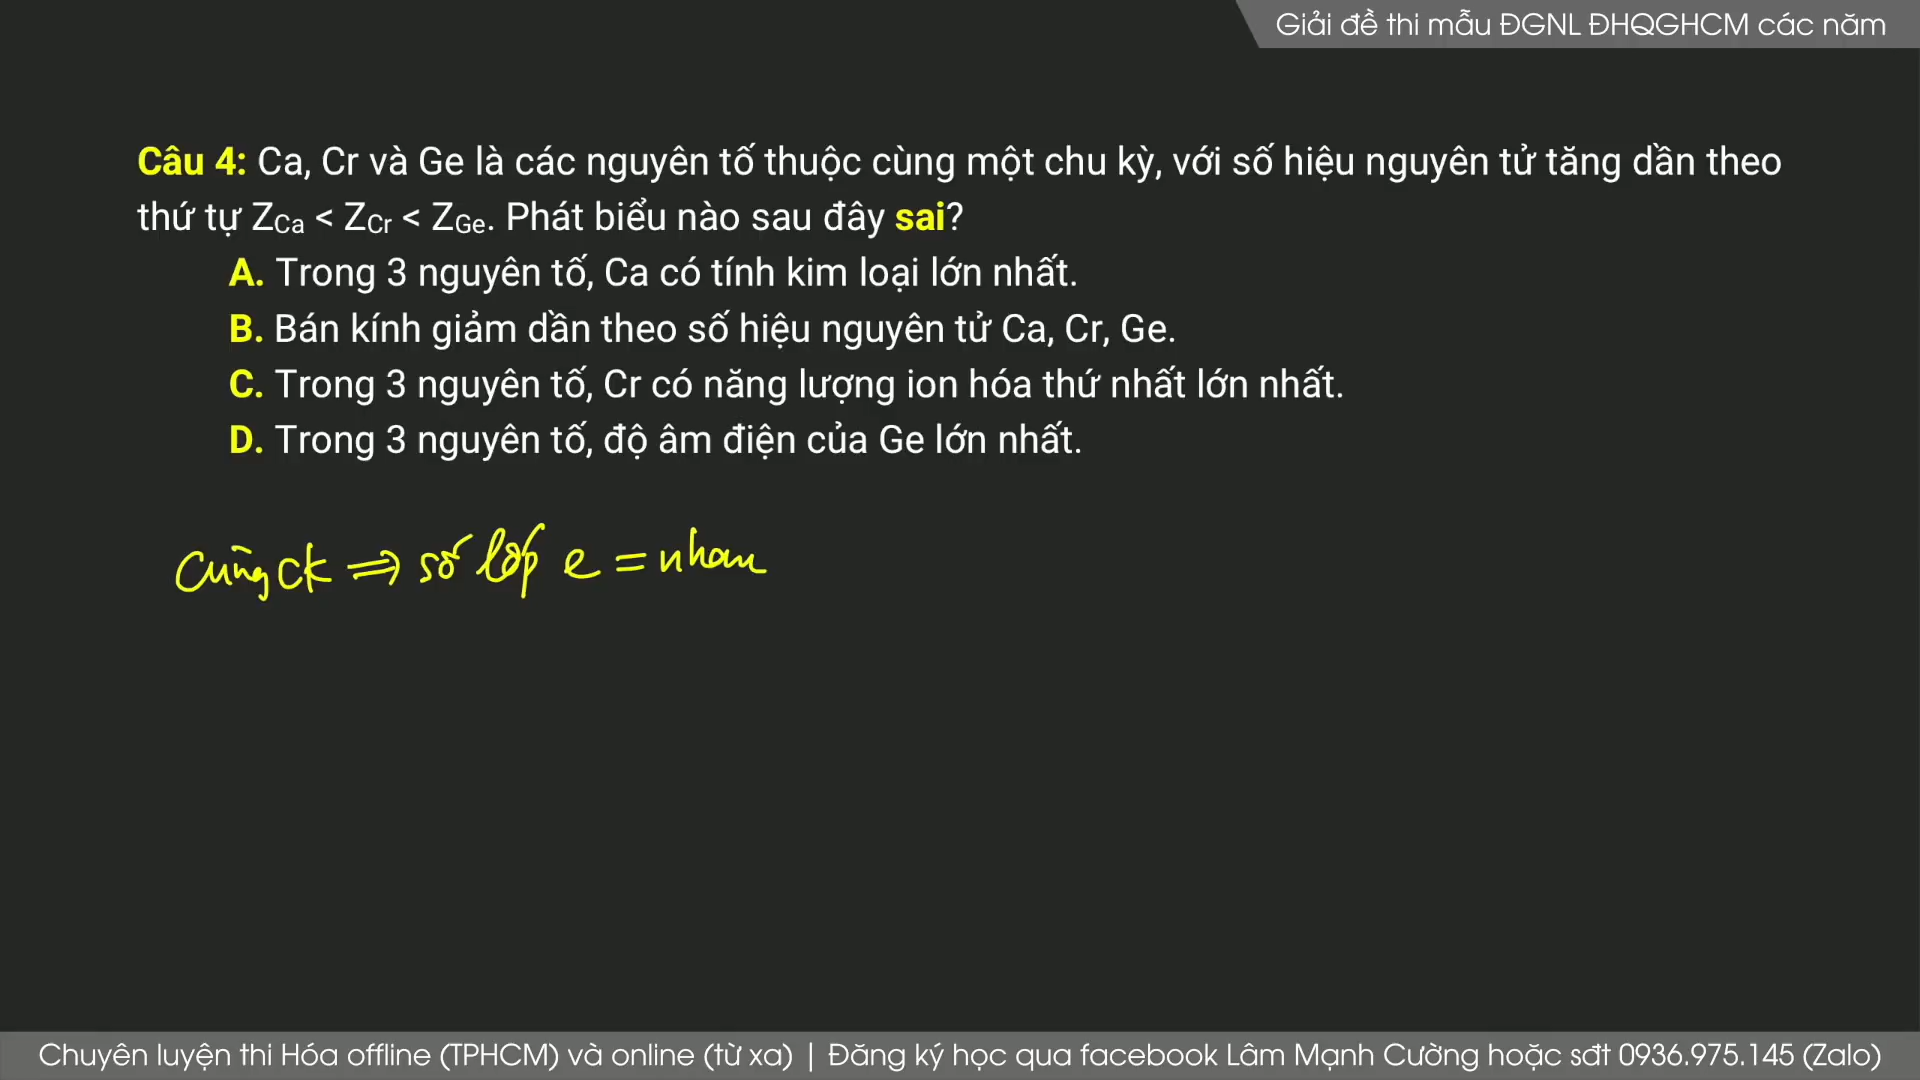 Giải đề thi mẫu ĐGNL ĐHQGHCM các năm
Câu 4: Ca, Cr và Ge là các nguyên tố thuộc cùng một chu kỳ, với số hiệu nguyên tử tăng dần theo
thứ tự ZCa < ZCr < ZGe. Phát biểu nào sau đây sai?
A. Trong 3 nguyên tố, Ca có tính kim loại lớn nhất.
B. Bán kính giảm dần theo số hiệu nguyên tử Ca, Cr, Ge.
C. Trong 3 nguyên tố, Cr có năng lượng ion hóa thứ nhất lớn nhất.
D. Trong 3 nguyên tố, độ âm điện của Ge lớn nhất.
Cùng ck ⇒ số lớp e = nhau
Chuyên luyện thi Hóa offline (TPHCM) và online (từ xa) | Đăng ký học qua facebook Lâm Mạnh Cường hoặc sđt 0936.975.145 (Zalo)